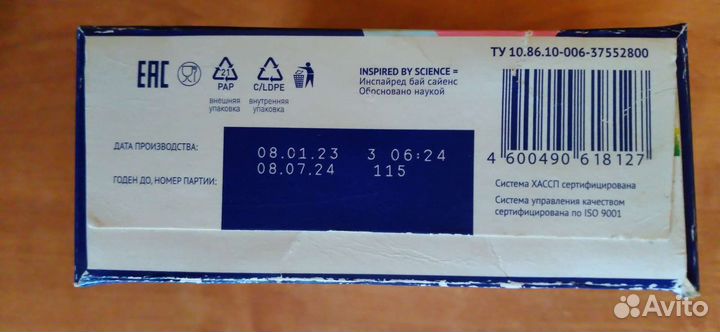 ТУ 10.86.10-006-37552800
EAC
21
PAP
C/LDPE
внешняя
упаковка
внутренняя
упаковка
INSPIRED BY SCIENCE =
Инспайред бай сайенс
Обосновано наукой
ДАТА ПРОИЗВОДСТВА:
08.01.23 3 06:24
ГОДЕН ДО, НОМЕР ПАРТИИ:
08.07.24 115
4 600490 618127
Система ХАССП сертифицирована
Система управления качеством
сертифицирована по ISO 9001
Avito